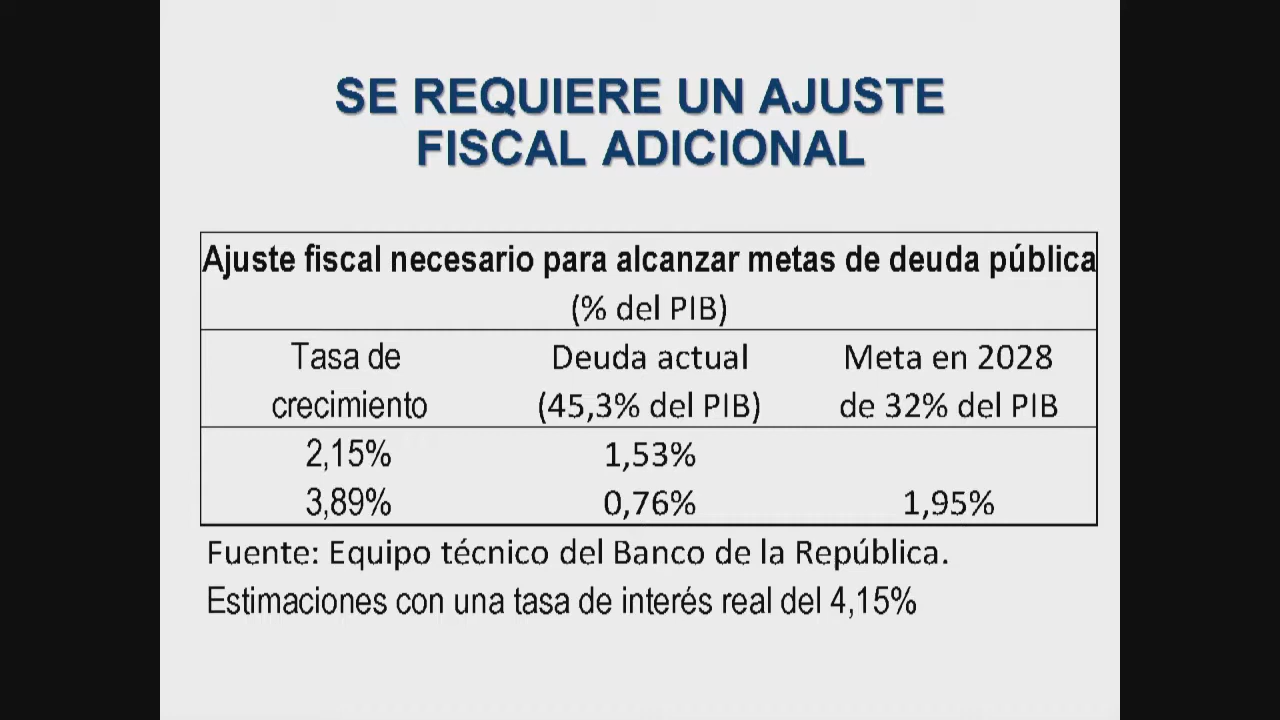 SE REQUIERE UN AJUSTE
FISCAL ADICIONAL
Ajuste fiscal necesario para alcanzar metas de deuda pública
(% del PIB)
Tasa de crecimiento Deuda actual (45,3% del PIB) Meta en 2028 de 32% del PIB
2,15% 1,53%
3,89% 0,76% 1,95%
Fuente: Equipo técnico del Banco de la República.
Estimaciones con una tasa de interés real del 4,15%